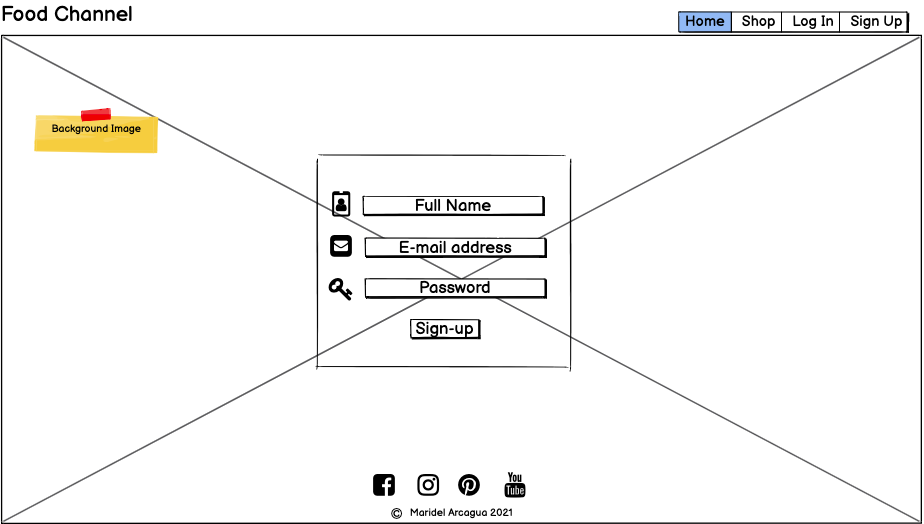 Food Channel
Home Shop Log In Sign Up
Background Image
Full Name
E-mail address
Password
Sign-up
You
Tube
© Maridel Arcagua 2021